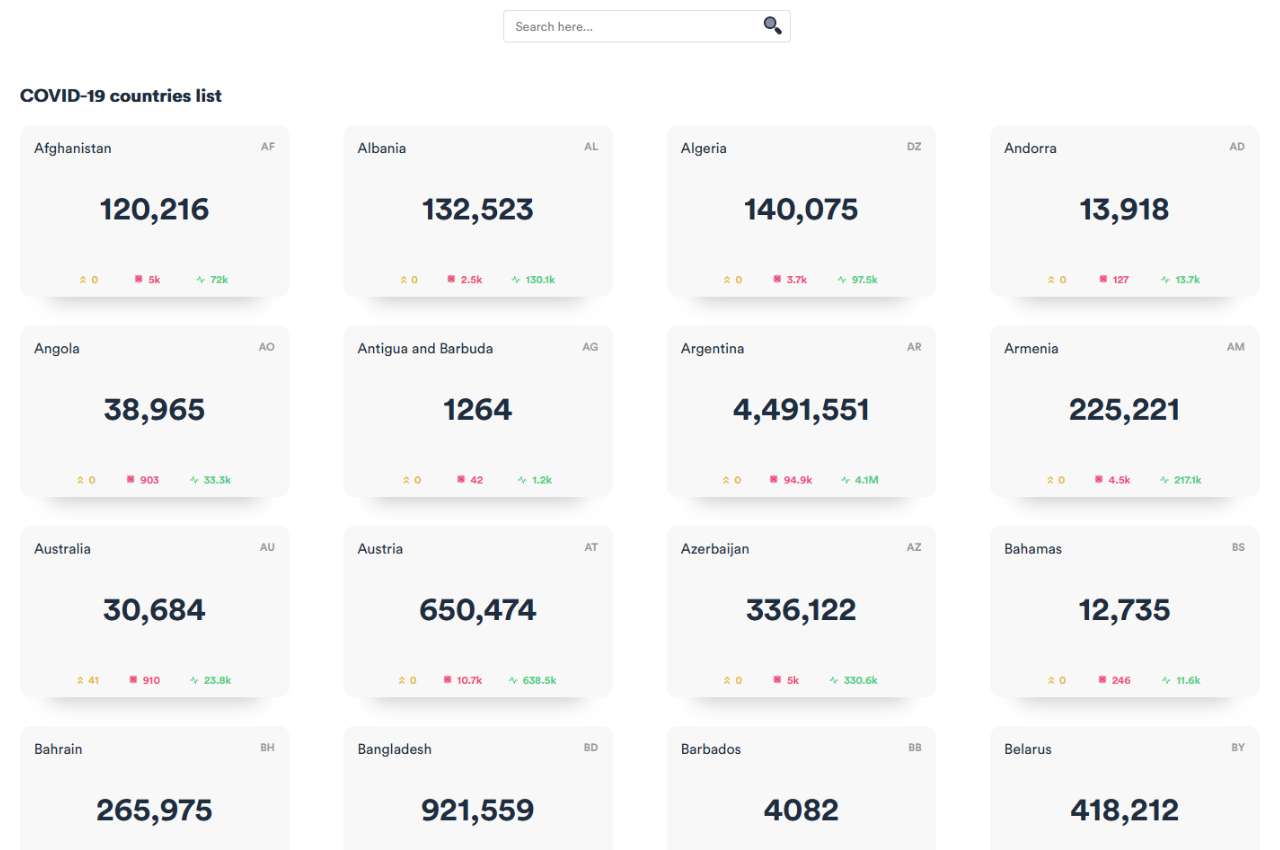 Search here...
COVID-19 countries list
Afghanistan AF
120,216
0 5k 72k
Albania AL
132,523
0 2.5k 130.1k
Algeria DZ
140,075
0 3.7k 97.5k
Andorra AD
13,918
0 127 13.7k
Angola AO
38,965
0 903 33.3k
Antigua and Barbuda AG
1264
0 42 1.2k
Argentina AR
4,491,551
0 94.9k 4.1M
Armenia AM
225,221
0 4.5k 217.1k
Australia AU
30,684
41 910 23.8k
Austria AT
650,474
0 10.7k 638.5k
Azerbaijan AZ
336,122
0 5k 330.6k
Bahamas BS
12,735
0 246 11.6k
Bahrain BH
265,975
Bangladesh BD
921,559
Barbados BB
4082
Belarus BY
418,212